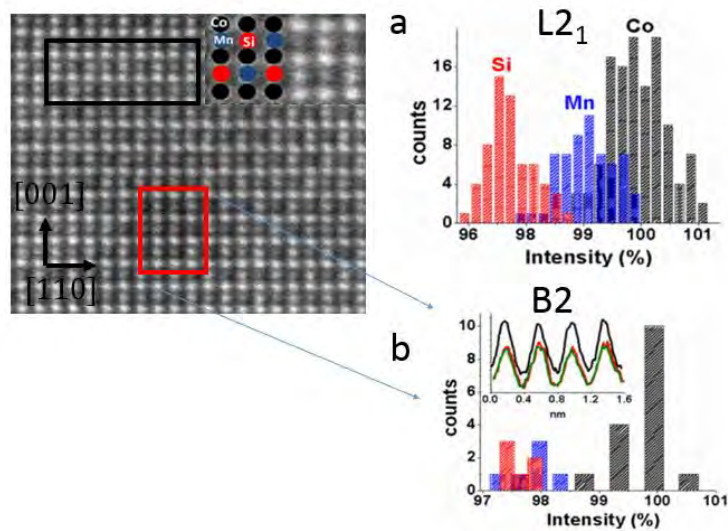 Co
Mn Si
[001]
[110]
a
L2₁
Si
Mn
Co
counts
16
12
8
4
0
96 97 98 99 100 101
Intensity (%)
b
B2
counts
10
8
6
4
2
0
0.0 0.4 0.8 1.2 1.6
nm
97 98 99 100 101
Intensity (%)